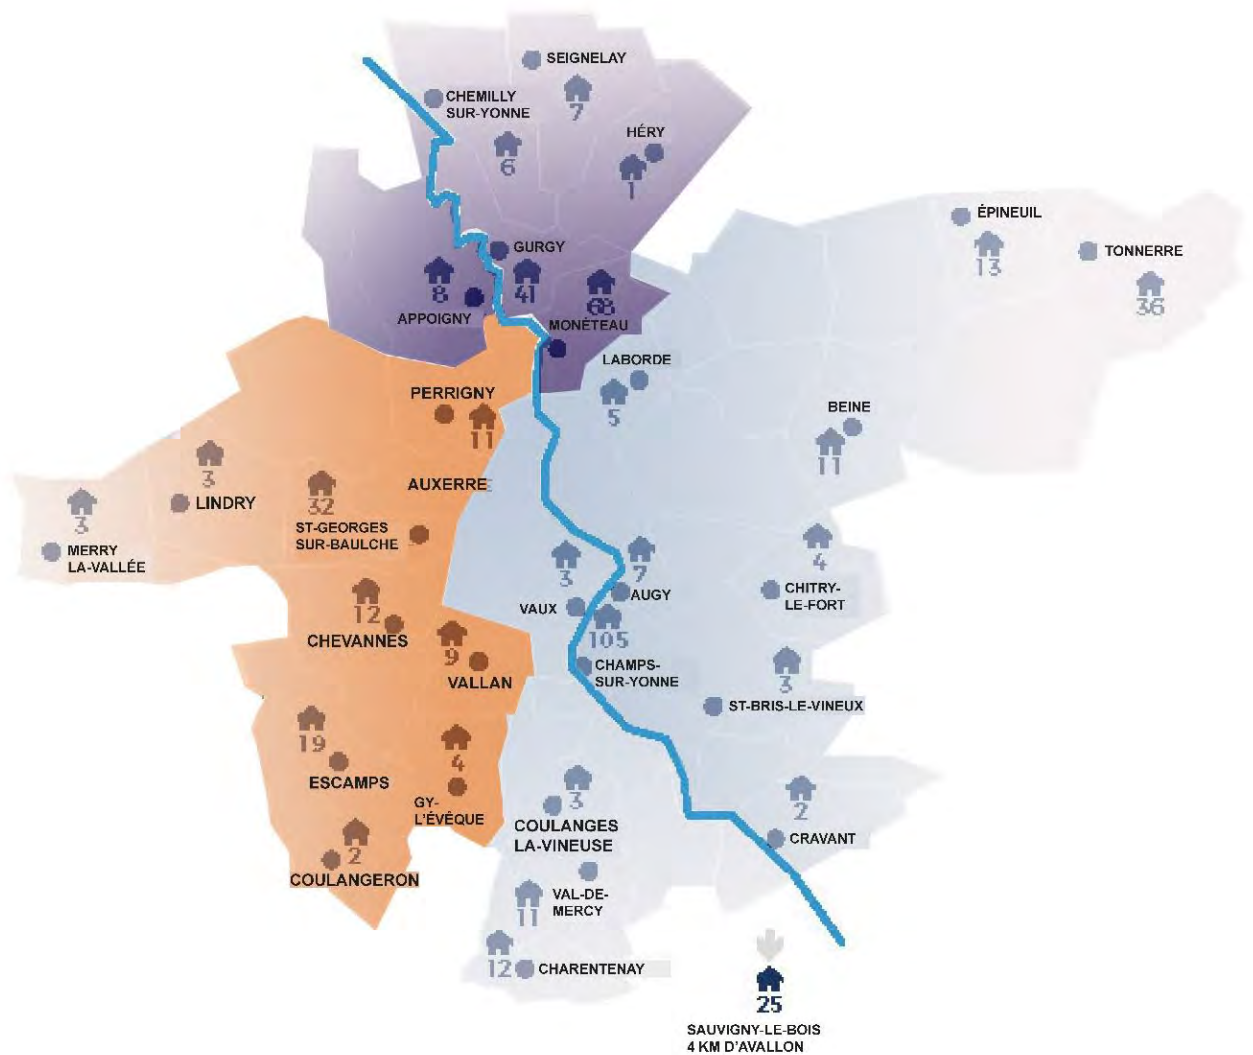 SEIGNELAY
7
CHEMILLY
SUR-YONNE
6
HÉRY
1
ÉPINEUIL
13
TONNERRE
36
GURGY
41
8
APPOIGNY
68
MONÉTEAU
LABORDE
5
PERRIGNY
11
BEINE
11
AUXERRE
3
LINDRY
32
ST-GEORGES
SUR-BAULCHE
3
MERRY
LA-VALLÉE
4
CHITRY-
LE-FORT
3
VAUX
7
AUGY
105
CHAMPS-
SUR-YONNE
12
CHEVANNES
9
VALLAN
3
ST-BRIS-LE-VINEUX
19
ESCAMPS
4
GY-
L'ÉVÊQUE
3
COULANGES
LA-VINEUSE
2
CRAVANT
2
COULANGERON
11
VAL-DE-
MERCY
12
CHARENTENAY
25
SAUVIGNY-LE-BOIS
4 KM D'AVALLON